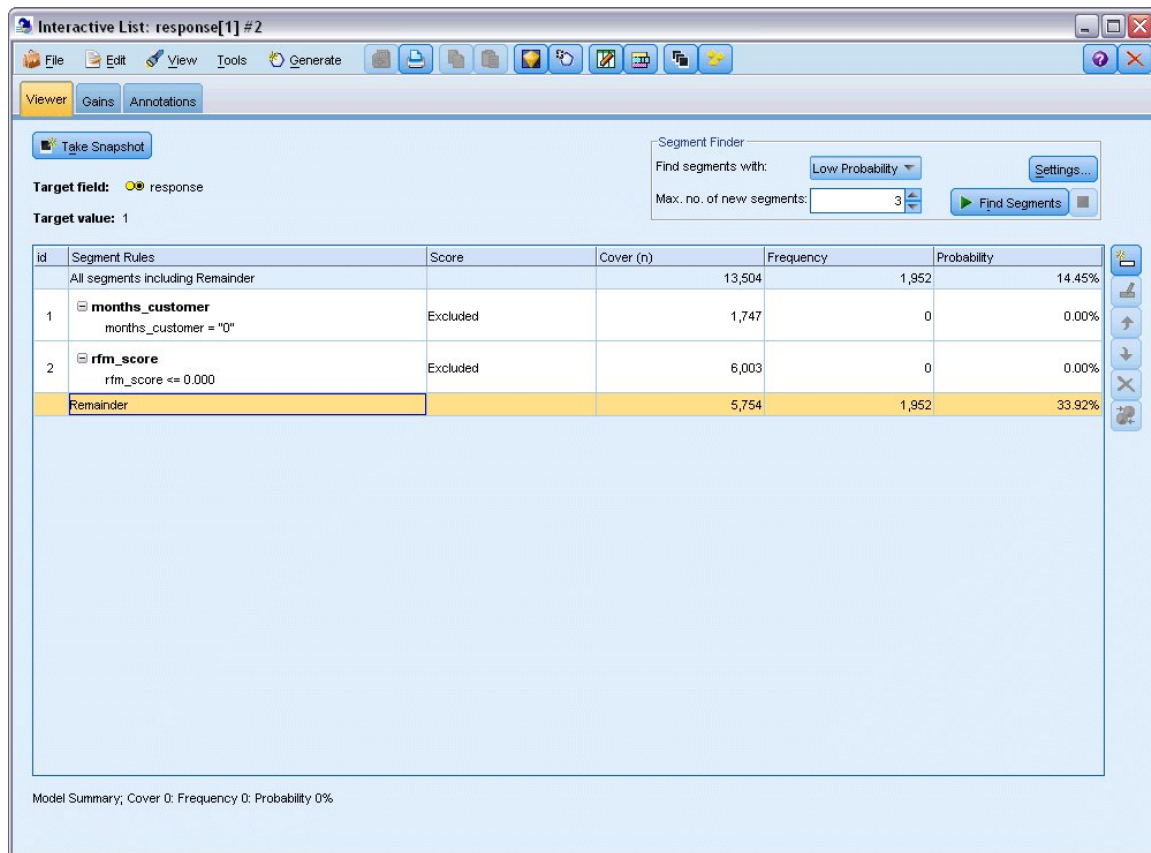 Interactive List: response[1] #2
File Edit View Tools Generate
Viewer Gains Annotations
Take Snapshot
Segment Finder
Find segments with: Low Probability Settings...
Target field: response
Max. no. of new segments: 3 Find Segments
Target value: 1
id Segment Rules Score Cover (n) Frequency Probability
All segments including Remainder 13,504 1,952 14.45%
1 months_customer Excluded 1,747 0 0.00%
months_customer = "0"
2 rfm_score Excluded 6,003 0 0.00%
rfm_score <= 0.000
Remainder 5,754 1,952 33.92%
Model Summary; Cover 0: Frequency 0: Probability 0%